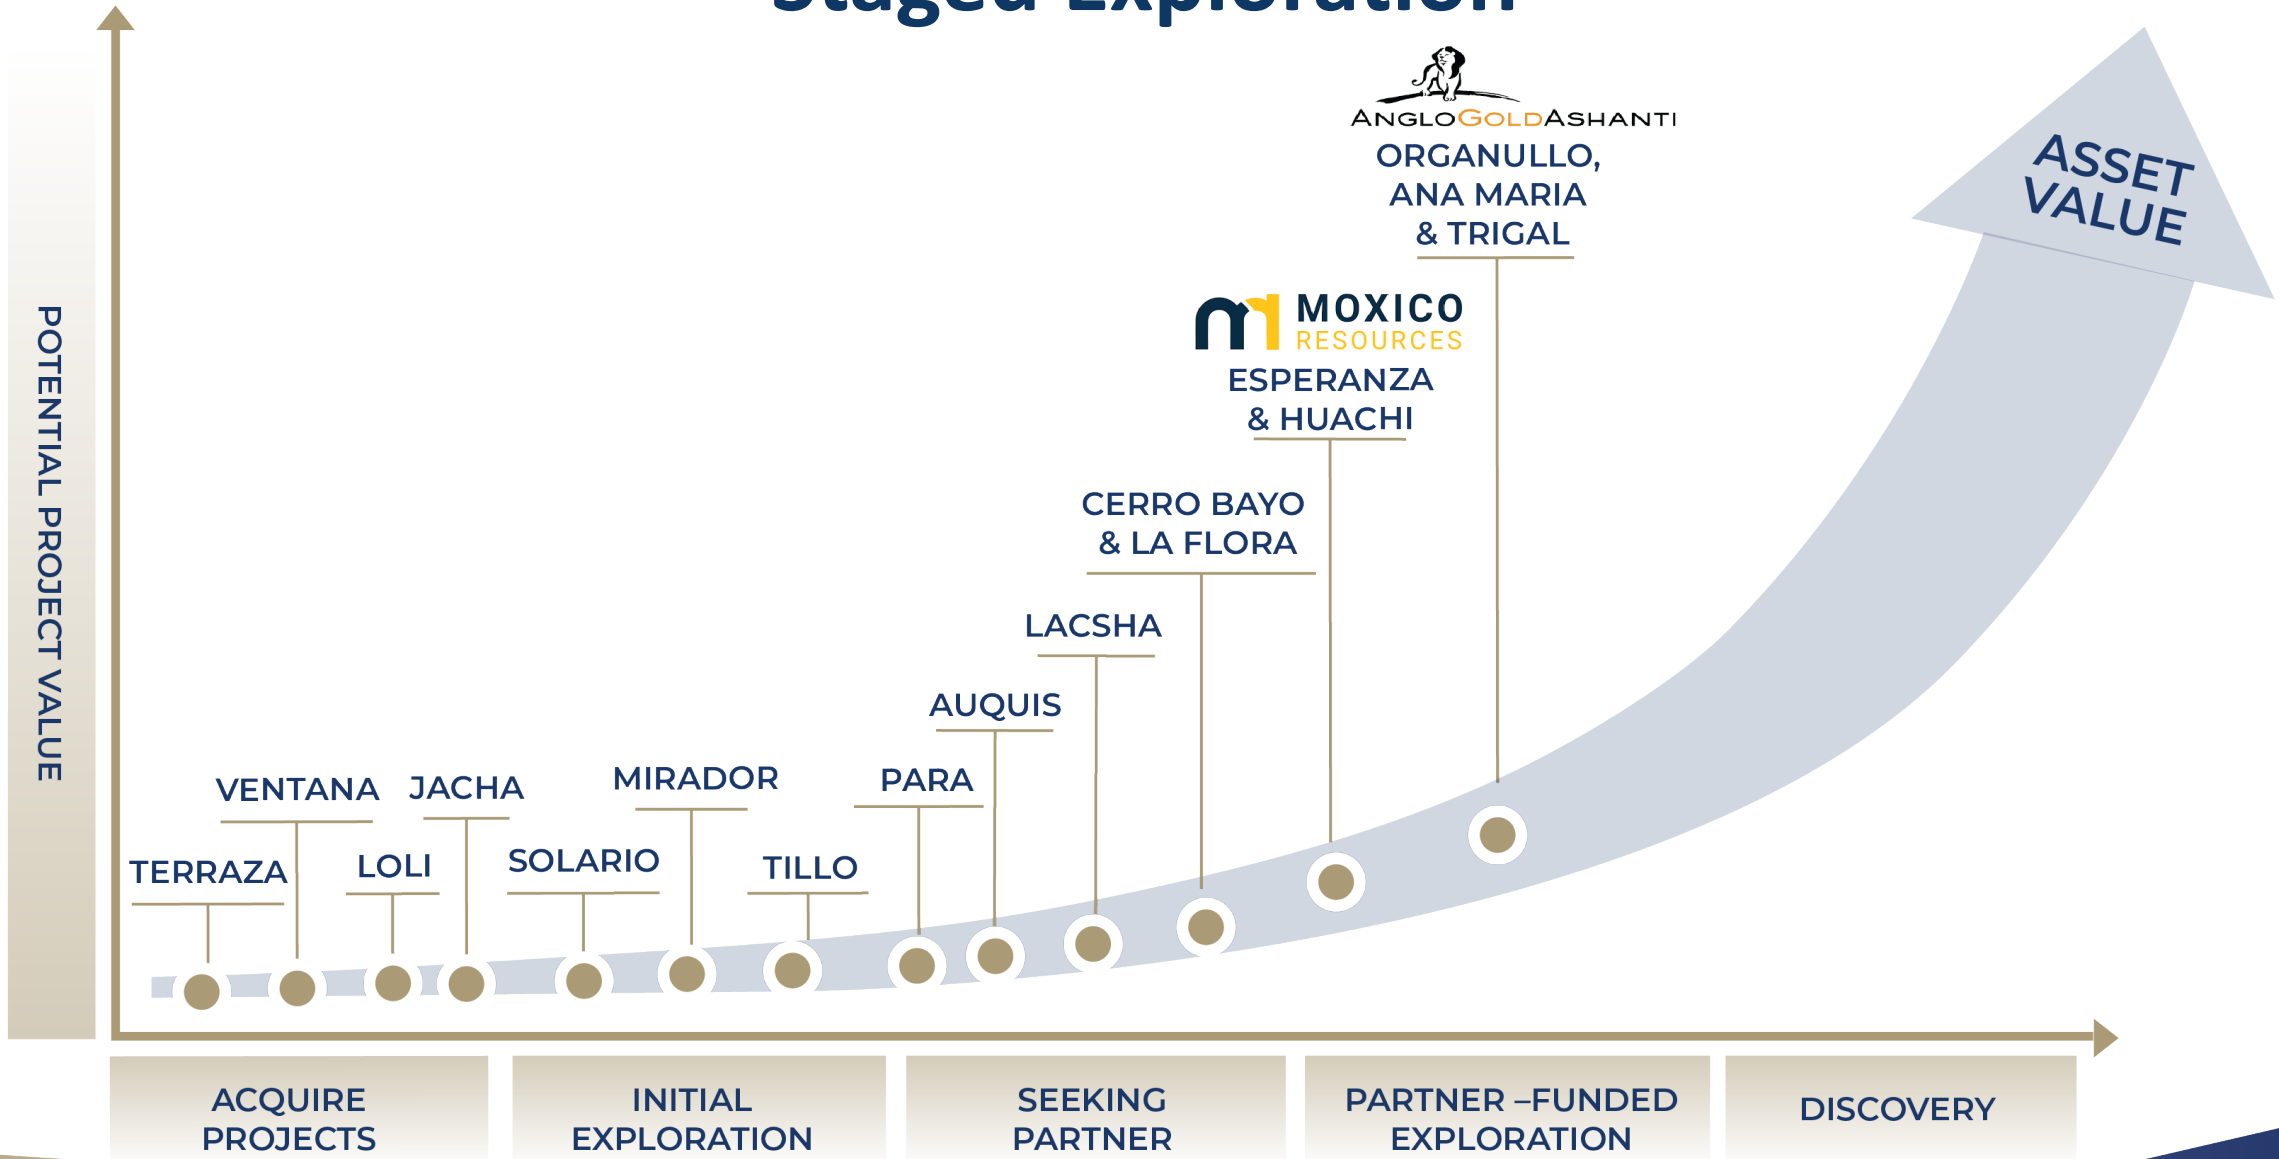 Staged Exploration
ANGLOGOLDASHANTI
ORGANULLO,
ANA MARIA
& TRIGAL
ASSET
VALUE
MOXICO
RESOURCES
ESPERANZA
& HUACHI
CERRO BAYO
& LA FLORA
LACSHA
AUQUIS
POTENTIAL PROJECT VALUE
VENTANA
JACHA
MIRADOR
PARA
TERRAZA
LOLI
SOLARIO
TILLO
ACQUIRE
PROJECTS
INITIAL
EXPLORATION
SEEKING
PARTNER
PARTNER –FUNDED
EXPLORATION
DISCOVERY